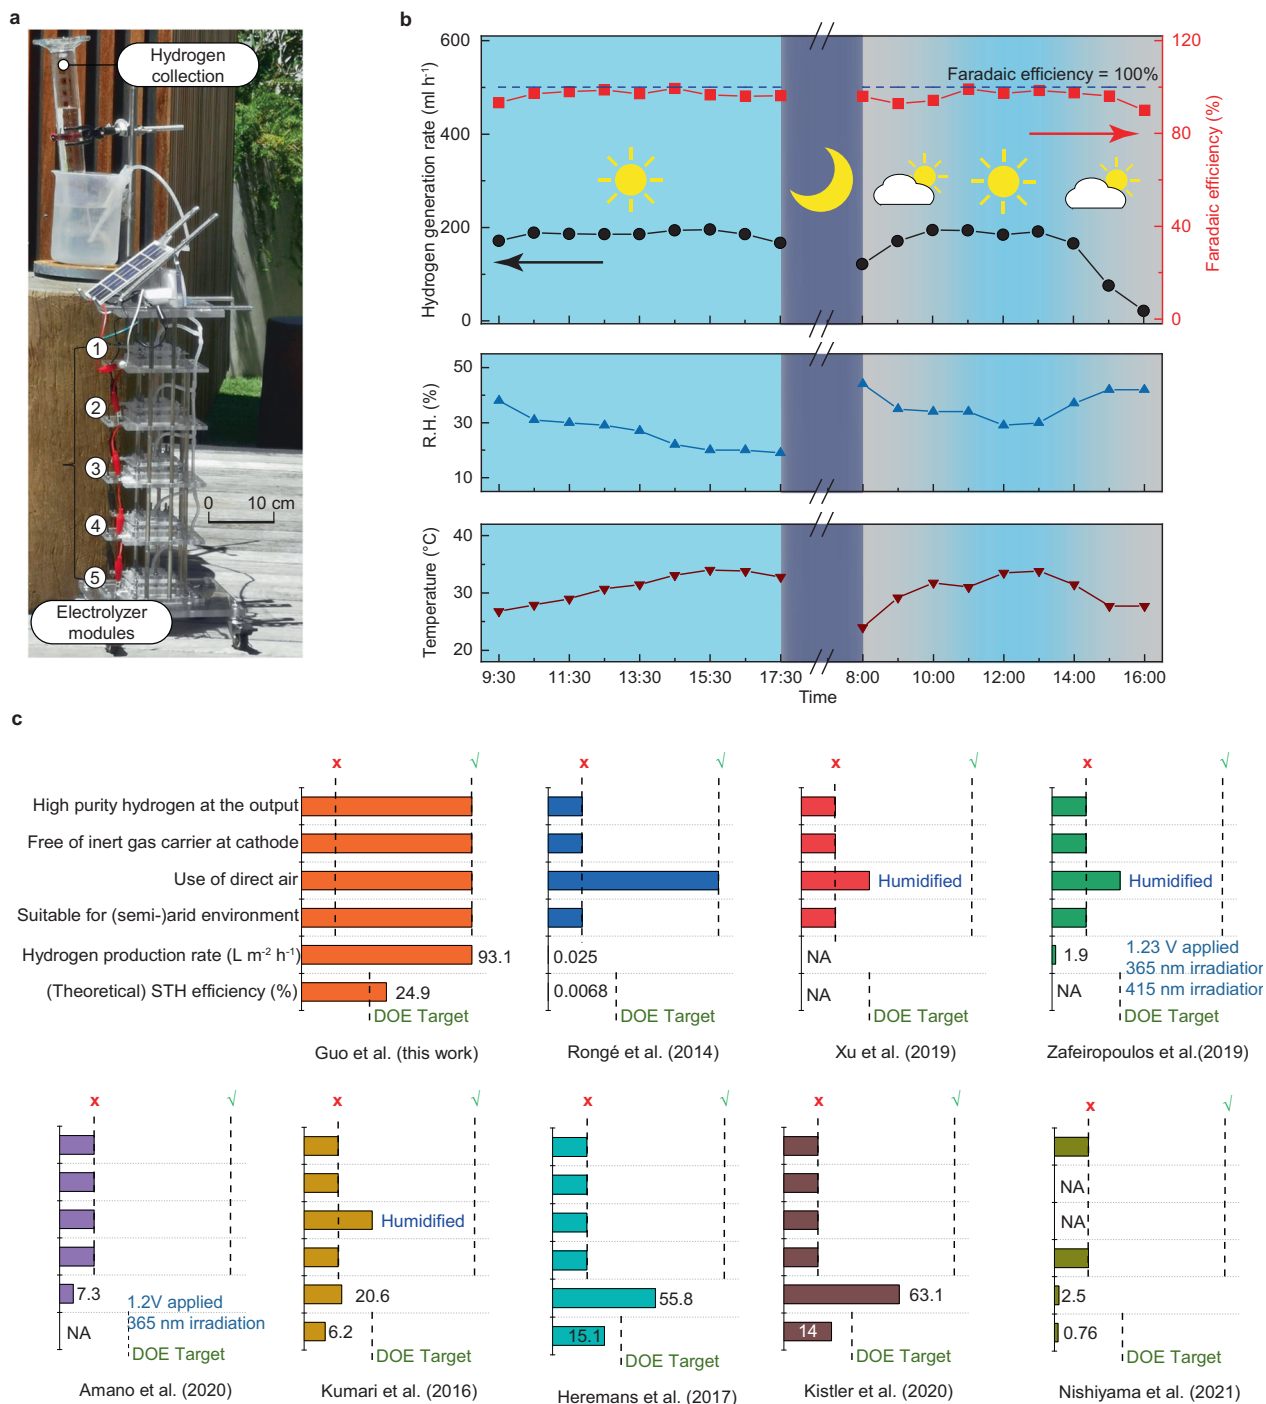 a
Hydrogen
collection
1
2
3
4
5
0 10 cm
Electrolyzer
modules
b
Hydrogen generation rate (ml h⁻¹)
600
400
200
0
Faradaic efficiency = 100%
120
80
40
0
Faradaic efficiency (%)
R.H. (%)
50
30
10
Temperature (°C)
40
30
20
9:30 11:30 13:30 15:30 17:30 8:00 10:00 12:00 14:00 16:00
Time
c
x √ x √ x √ x √
High purity hydrogen at the output
Free of inert gas carrier at cathode
Use of direct air
Humidified
Humidified
Suitable for (semi-)arid environment
Hydrogen production rate (L m⁻² h⁻¹)
93.1
0.025
NA
1.9
1.23 V applied
365 nm irradiation
415 nm irradiation
(Theoretical) STH efficiency (%)
24.9
0.0068
NA
NA
DOE Target DOE Target DOE Target DOE Target
Guo et al. (this work) Rongé et al. (2014) Xu et al. (2019) Zafeiropoulos et al.(2019)
x √ x √ x √ x √ x √
NA
Humidified
NA
7.3
1.2V applied
365 nm irradiation
20.6
55.8
63.1
2.5
NA
6.2
15.1
14
0.76
DOE Target DOE Target DOE Target DOE Target DOE Target
Amano et al. (2020) Kumari et al. (2016) Heremans et al. (2017) Kistler et al. (2020) Nishiyama et al. (2021)